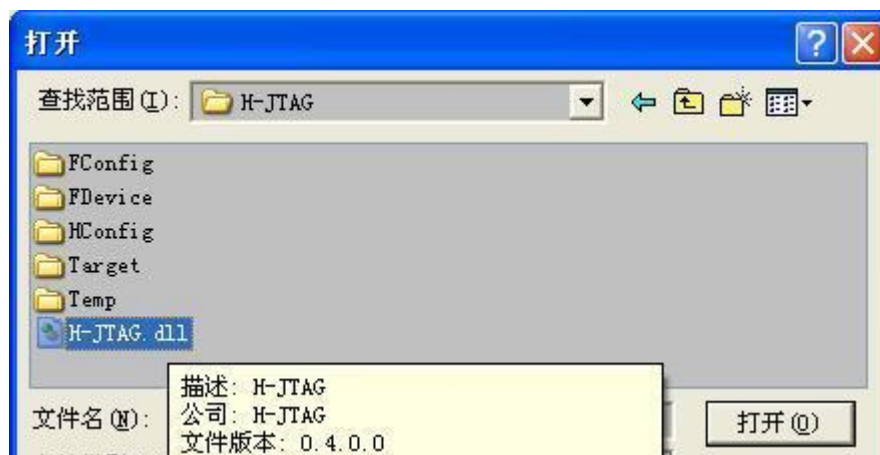 打开
查找范围(I): H-JTAG
FConfig
FDevice
HConfig
Target
Temp
H-JTAG.dll
描述: H-JTAG
文件名(N): 公司: H-JTAG 打开(O)
文件版本: 0.4.0.0